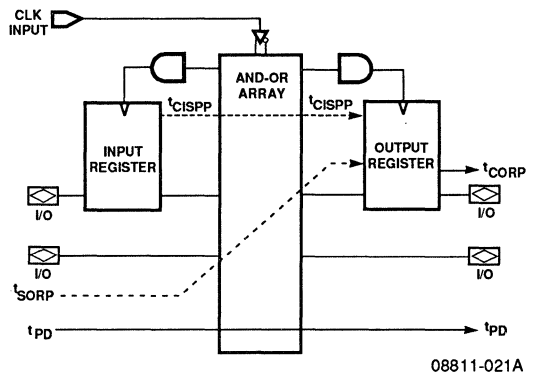 CLK
INPUT
AND-OR
ARRAY
tCISPP
tCISPP
INPUT
REGISTER
OUTPUT
REGISTER
tCORP
I/O
I/O
I/O
I/O
tSORP
tPD
tPD
08811-021A